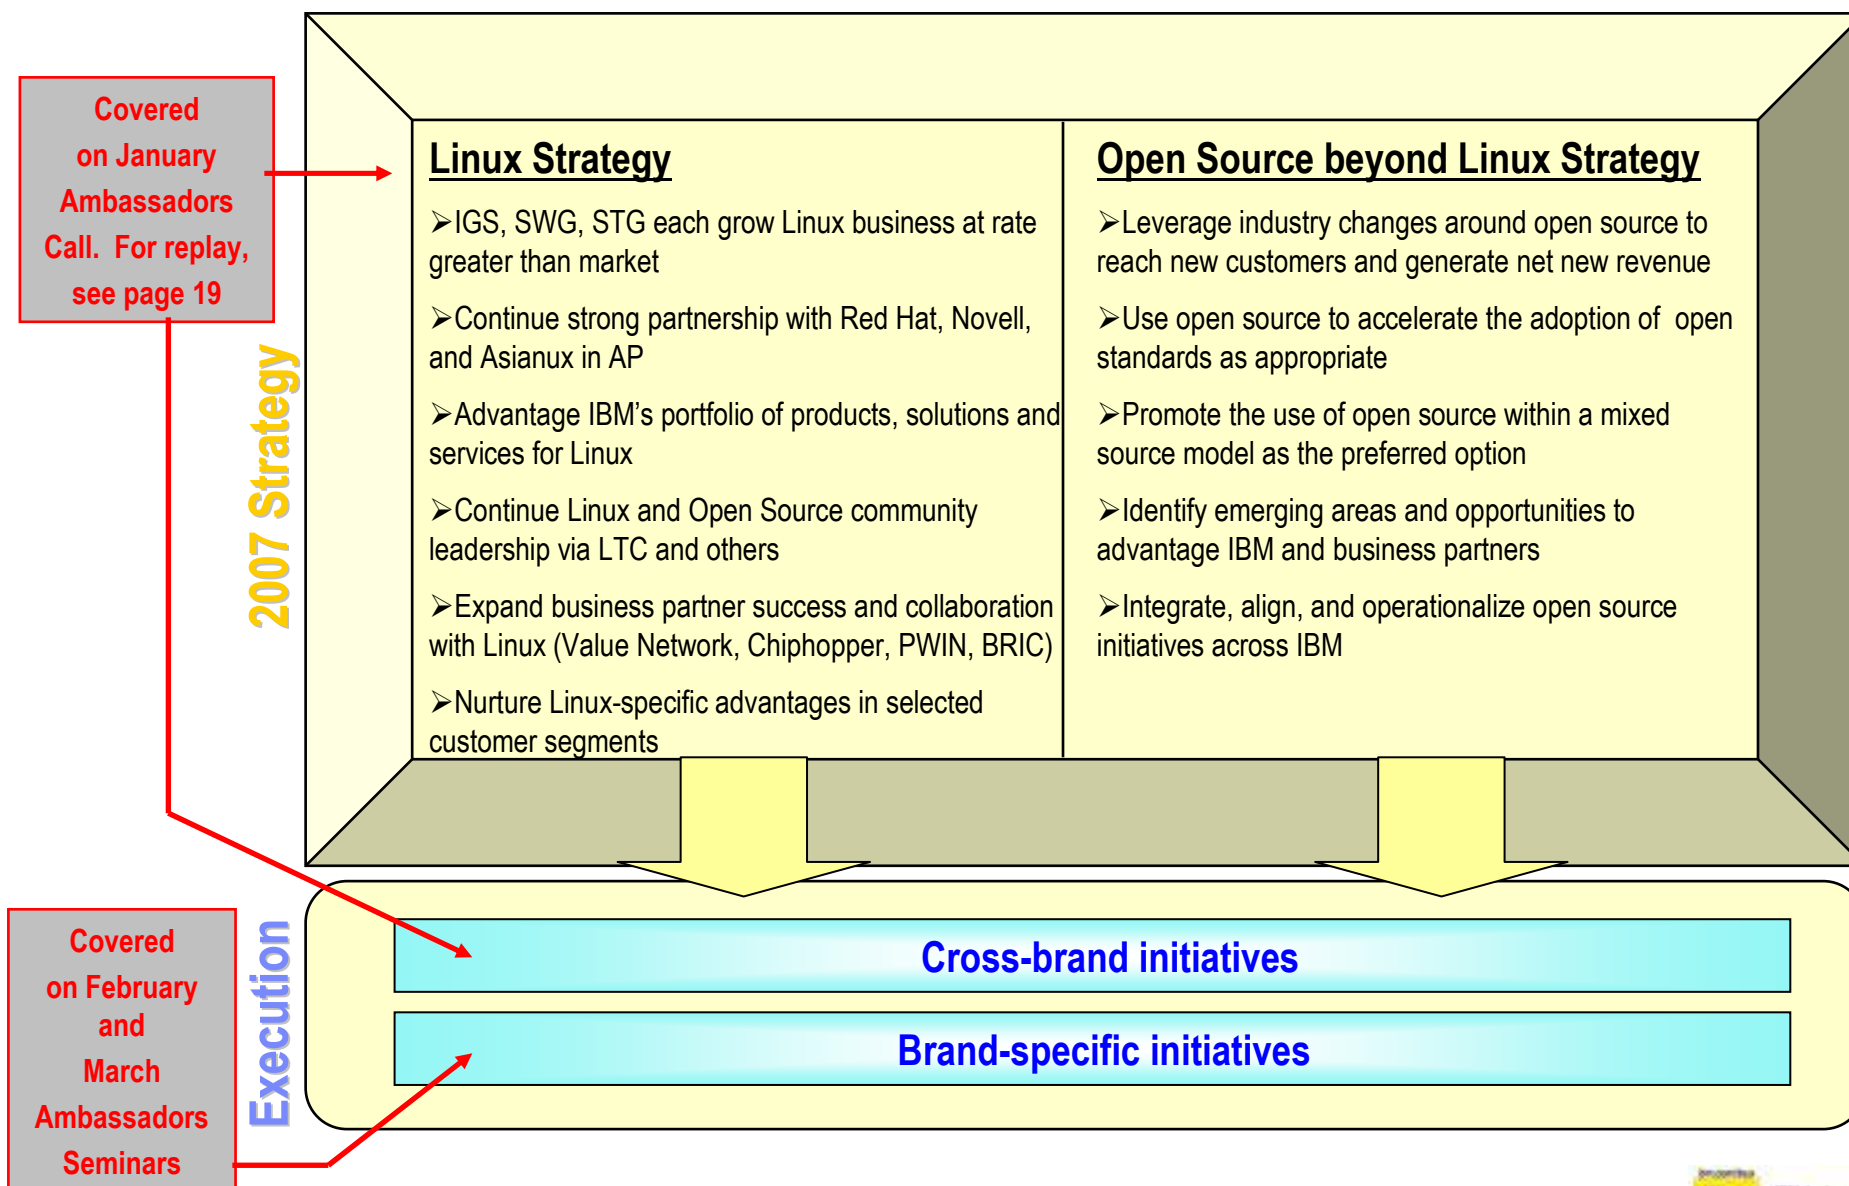 Covered
on January
Ambassadors
Call. For replay,
see page 19
2007 Strategy
Linux Strategy
➢IGS, SWG, STG each grow Linux business at rate
greater than market
➢Continue strong partnership with Red Hat, Novell,
and Asianux in AP
➢Advantage IBM’s portfolio of products, solutions and
services for Linux
➢Continue Linux and Open Source community
leadership via LTC and others
➢Expand business partner success and collaboration
with Linux (Value Network, Chiphopper, PWIN, BRIC)
➢Nurture Linux-specific advantages in selected
customer segments
Open Source beyond Linux Strategy
➢Leverage industry changes around open source to
reach new customers and generate net new revenue
➢Use open source to accelerate the adoption of open
standards as appropriate
➢Promote the use of open source within a mixed
source model as the preferred option
➢Identify emerging areas and opportunities to
advantage IBM and business partners
➢Integrate, align, and operationalize open source
initiatives across IBM
Covered
on February
and
March
Ambassadors
Seminars
Execution
Cross-brand initiatives
Brand-specific initiatives